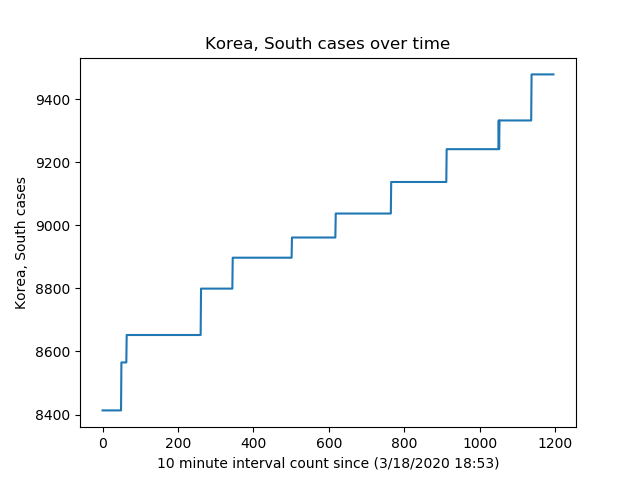 Korea, South cases over time
9400
9200
9000
8800
8600
8400
Korea, South cases
0 200 400 600 800 1000 1200
10 minute interval count since (3/18/2020 18:53)